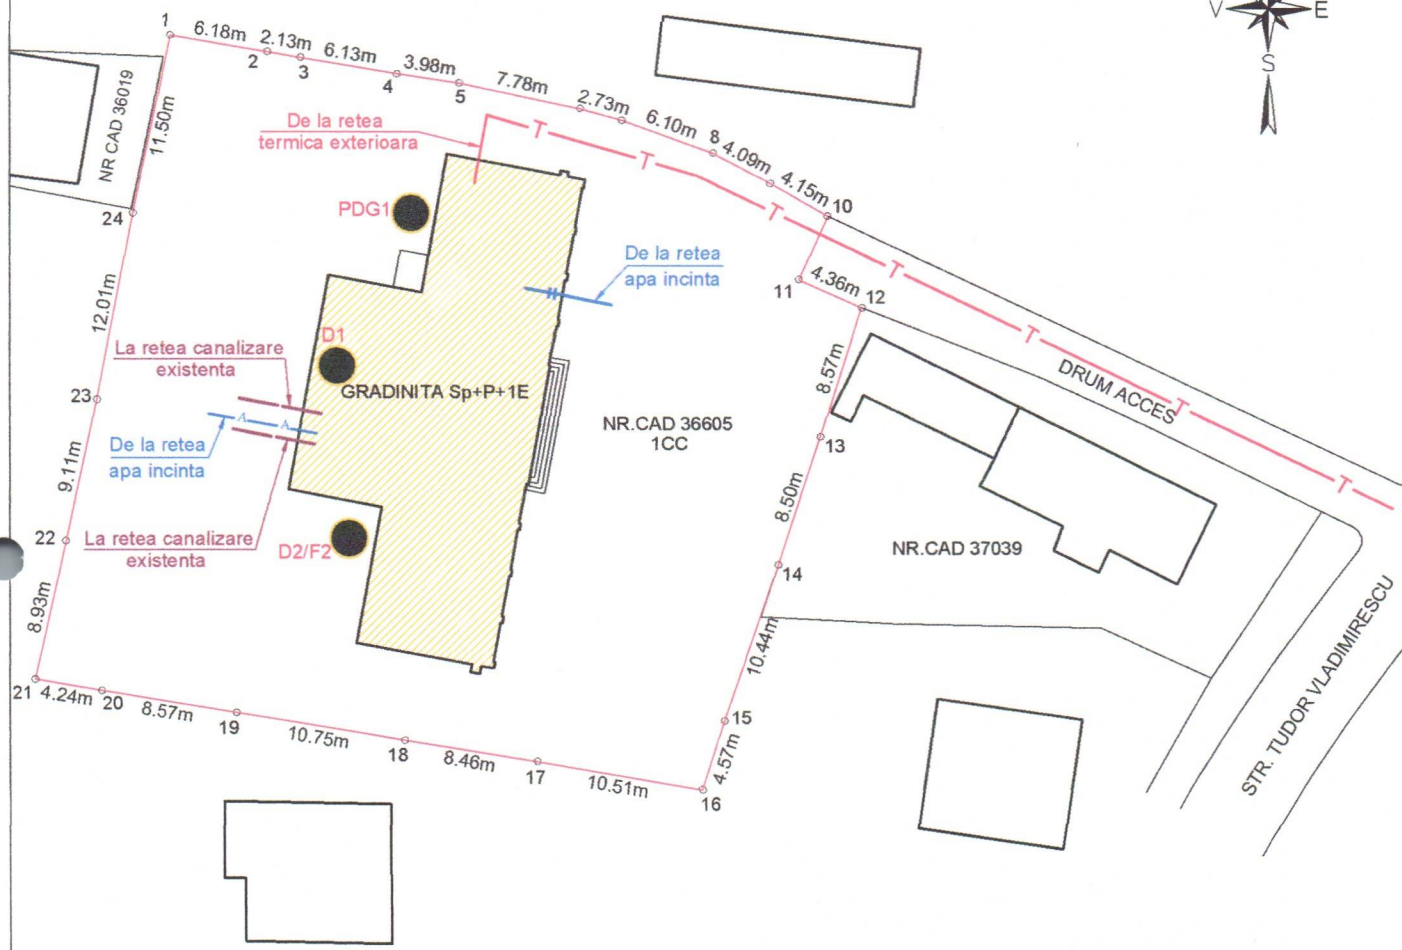 V
E
S
1
6.18m
2
2.13m
3
6.13m
4
3.98m
5
7.78m
2.73m
6.10m
8
4.09m
4.15m
10
NR CAD 36019
11.50m
De la retea
termica exterioara
T
T
T
T
T
T
T
24
PDG1
De la retea
apa incinta
11
4.36m
12
12.01m
D1
La retea canalizare
existenta
GRADINITA Sp+P+1E
8.57m
DRUM ACCES
23
A
A
NR.CAD 36605
1CC
13
De la retea
apa incinta
9.11m
8.50m
22
La retea canalizare
existenta
D2/F2
NR.CAD 37039
14
8.93m
10.44m
STR. TUDOR VLADIMIRESCU
21
4.24m
20
8.57m
19
10.75m
18
8.46m
17
10.51m
16
4.57m
15